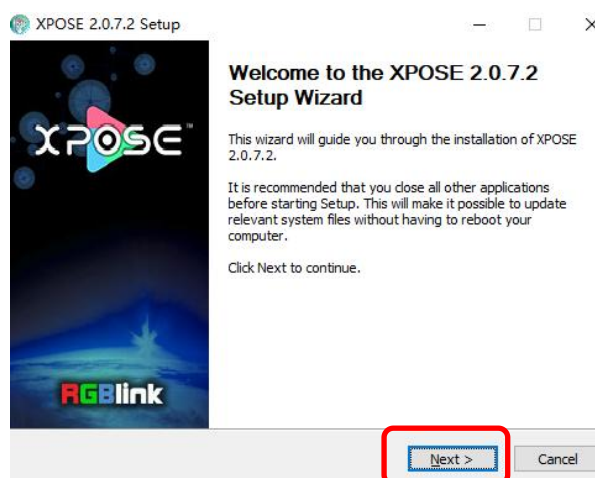 XPOSE 2.0.7.2 Setup
XPOSE™
RGBlink
Welcome to the XPOSE 2.0.7.2
Setup Wizard
This wizard will guide you through the installation of XPOSE
2.0.7.2.
It is recommended that you close all other applications
before starting Setup. This will make it possible to update
relevant system files without having to reboot your
computer.
Click Next to continue.
Next >
Cancel